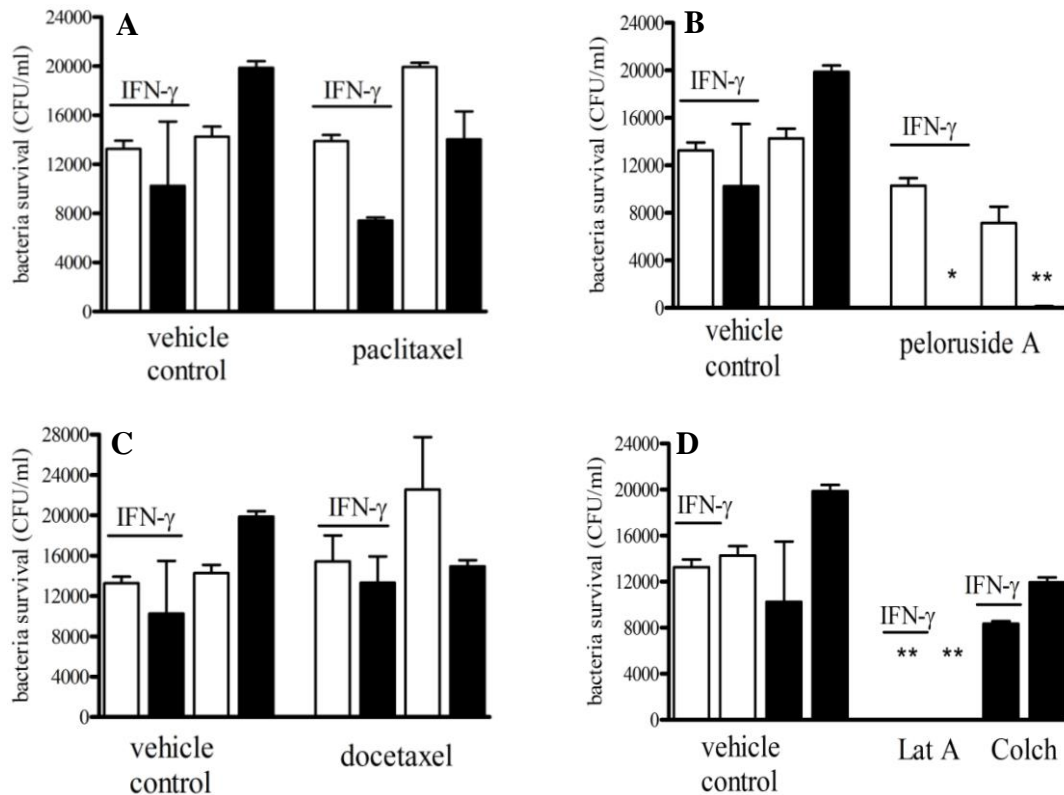 A
bacteria survival (CFU/ml)
24000
20000
16000
12000
8000
4000
0
IFN-γ
IFN-γ
vehicle
control
paclitaxel
B
bacteria survival (CFU/ml)
24000
20000
16000
12000
8000
4000
0
IFN-γ
IFN-γ
*
**
vehicle
control
peloruside A
C
bacteria survival (CFU/ml)
28000
24000
20000
16000
12000
8000
4000
0
IFN-γ
IFN-γ
vehicle
control
docetaxel
D
bacteria survival (CFU/ml)
24000
20000
16000
12000
8000
4000
0
IFN-γ
IFN-γ
IFN-γ
** **
vehicle
control
Lat A
Colch